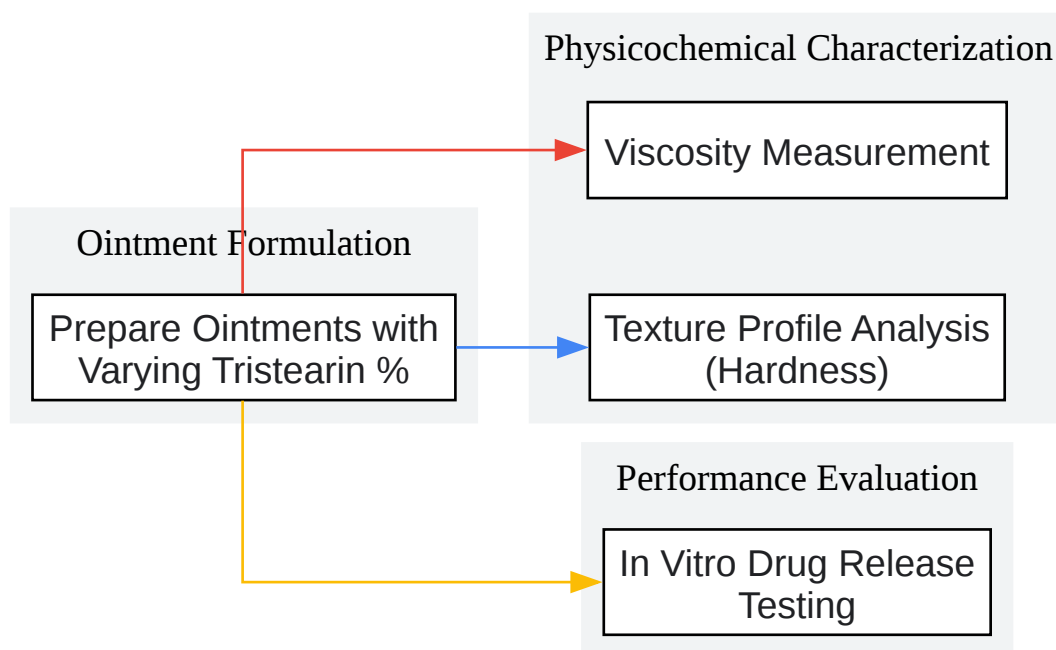 Physicochemical Characterization
Viscosity Measurement
Ointment Formulation
Prepare Ointments with
Varying Tristearin %
Texture Profile Analysis
(Hardness)
Performance Evaluation
In Vitro Drug Release
Testing